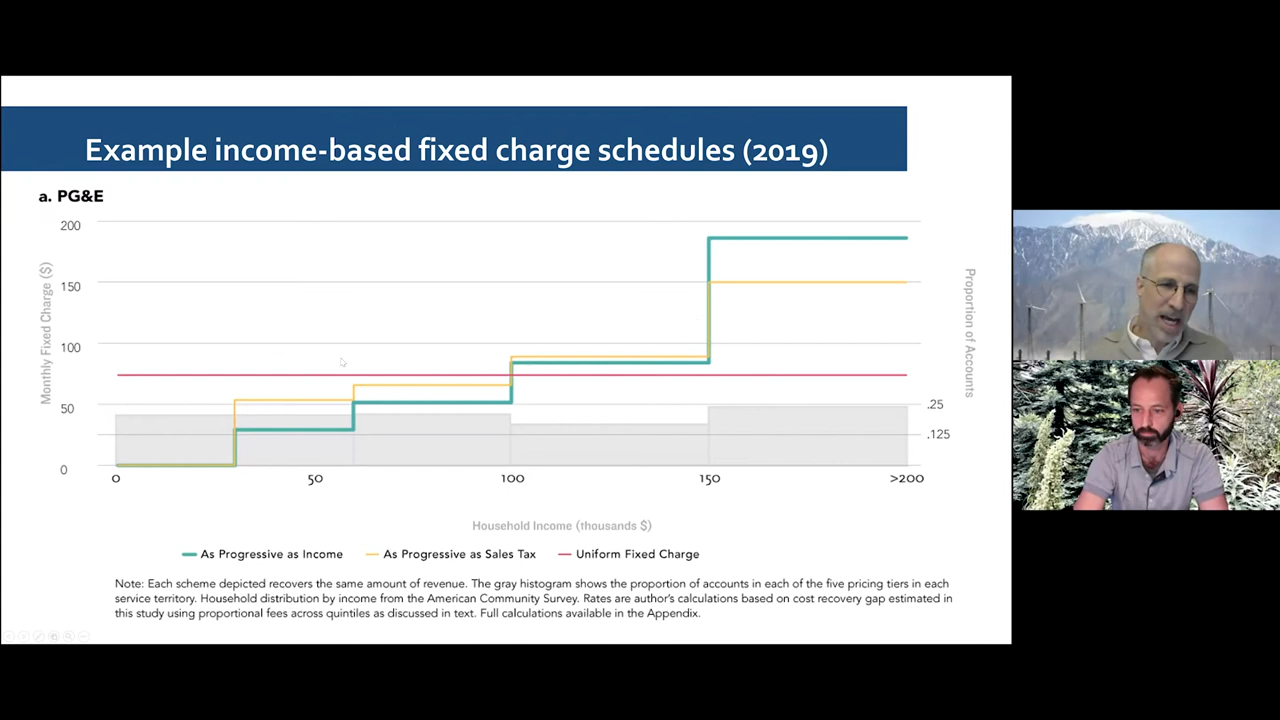 Example income-based fixed charge schedules (2019)
a. PG&E
200
150
100
50
0
Monthly Fixed Charge ($)
Proportion of Accounts
.25
.125
0
50
100
150
>200
Household Income (thousands $)
As Progressive as Income
As Progressive as Sales Tax
Uniform Fixed Charge
Note: Each scheme depicted recovers the same amount of revenue. The gray histogram shows the proportion of accounts in each of the five pricing tiers in each
service territory. Household distribution by income from the American Community Survey. Rates are author's calculations based on cost recovery gap estimated in
this study using proportional fees across quintiles as discussed in text. Full calculations available in the Appendix.